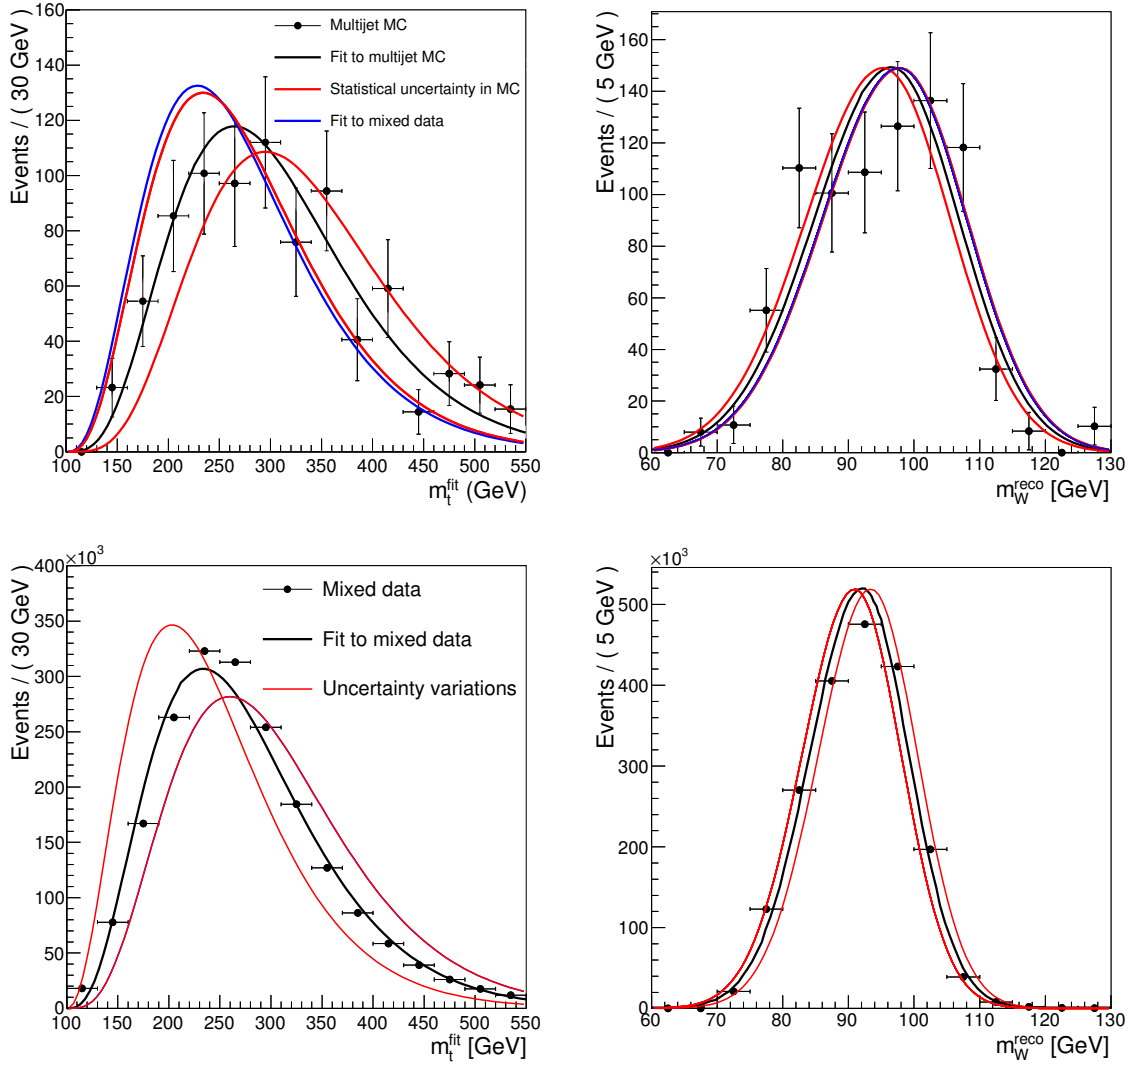 Events / ( 30 GeV )
160
140
120
100
80
60
40
20
0
Multijet MC
Fit to multijet MC
Statistical uncertainty in MC
Fit to mixed data
100 150 200 250 300 350 400 450 500 550
m_t^fit (GeV)
Events / ( 5 GeV )
160
140
120
100
80
60
40
20
0
60 70 80 90 100 110 120 130
m_W^reco [GeV]
×10³
Events / ( 30 GeV )
400
350
300
250
200
150
100
50
0
Mixed data
Fit to mixed data
Uncertainty variations
100 150 200 250 300 350 400 450 500 550
m_t^fit [GeV]
×10³
Events / ( 5 GeV )
500
400
300
200
100
0
60 70 80 90 100 110 120 130
m_W^reco [GeV]